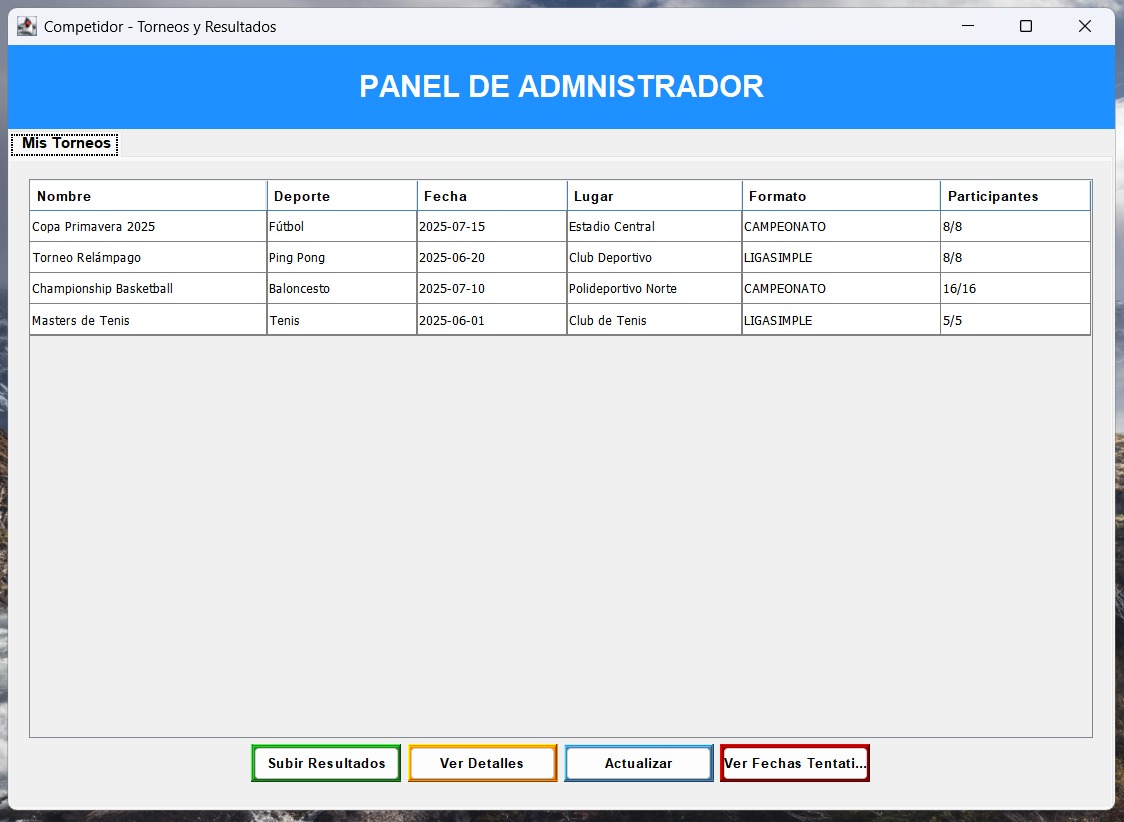 Competidor - Torneos y Resultados
PANEL DE ADMNISTRADOR
Mis Torneos
Nombre Deporte Fecha Lugar Formato Participantes
Copa Primavera 2025 Fútbol 2025-07-15 Estadio Central CAMPEONATO 8/8
Torneo Relámpago Ping Pong 2025-06-20 Club Deportivo LIGASIMPLE 8/8
Championship Basketball Baloncesto 2025-07-10 Polideportivo Norte CAMPEONATO 16/16
Masters de Tenis Tenis 2025-06-01 Club de Tenis LIGASIMPLE 5/5
Subir Resultados Ver Detalles Actualizar Ver Fechas Tentati...